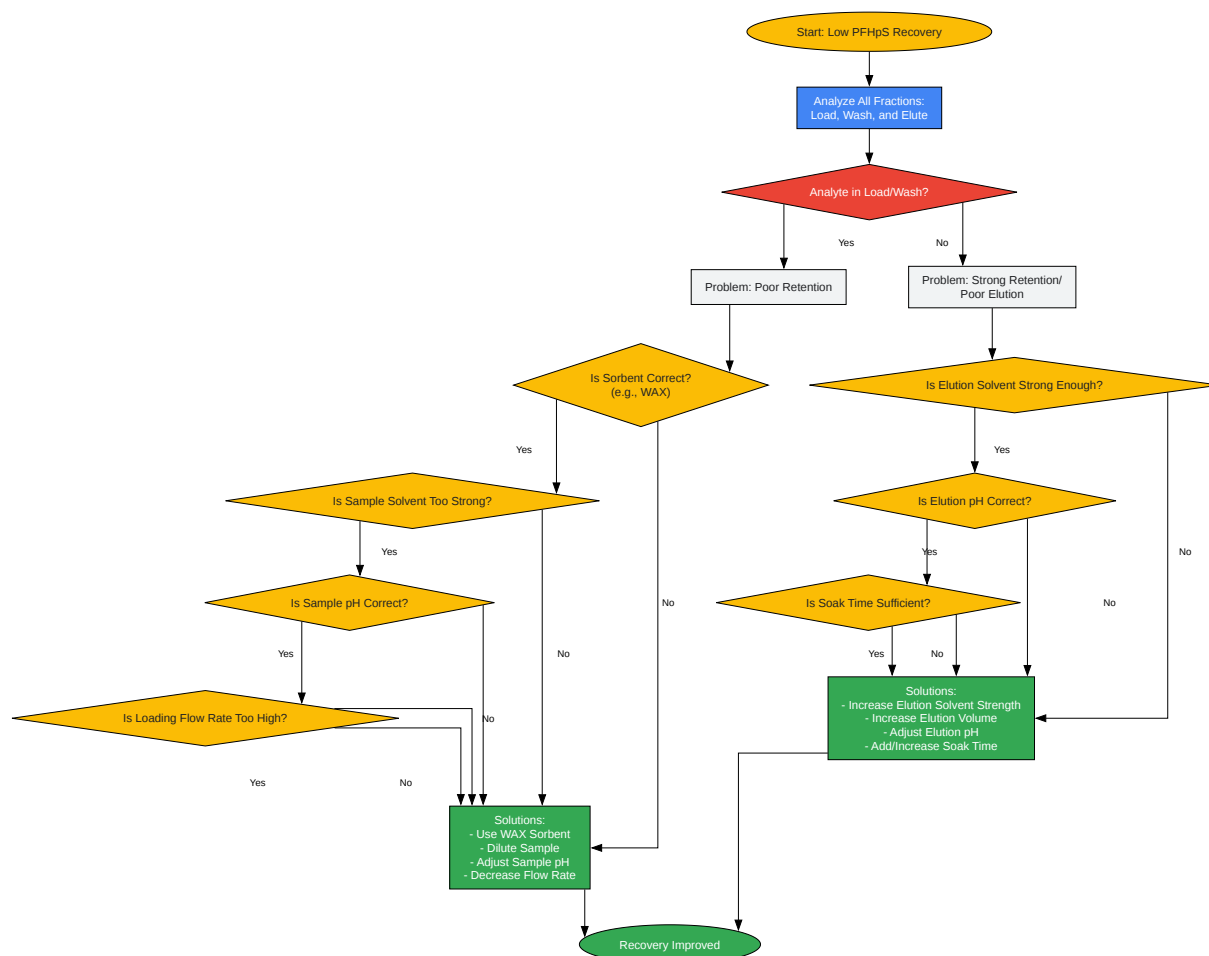 Start: Low PFHpS Recovery
Analyze All Fractions:
Load, Wash, and Elute
Analyte in Load/Wash?
Yes
No
Problem: Poor Retention
Problem: Strong Retention/
Poor Elution
Is Sorbent Correct?
(e.g., WAX)
Is Elution Solvent Strong Enough?
Yes
Yes
Is Sample Solvent Too Strong?
Is Elution pH Correct?
Yes
Yes
No
Is Sample pH Correct?
No
Is Soak Time Sufficient?
No
Yes
No
Yes
No
Is Loading Flow Rate Too High?
No
Solutions:
- Increase Elution Solvent Strength
- Increase Elution Volume
- Adjust Elution pH
- Add/Increase Soak Time
Yes
No
Solutions:
- Use WAX Sorbent
- Dilute Sample
- Adjust Sample pH
- Decrease Flow Rate
Recovery Improved